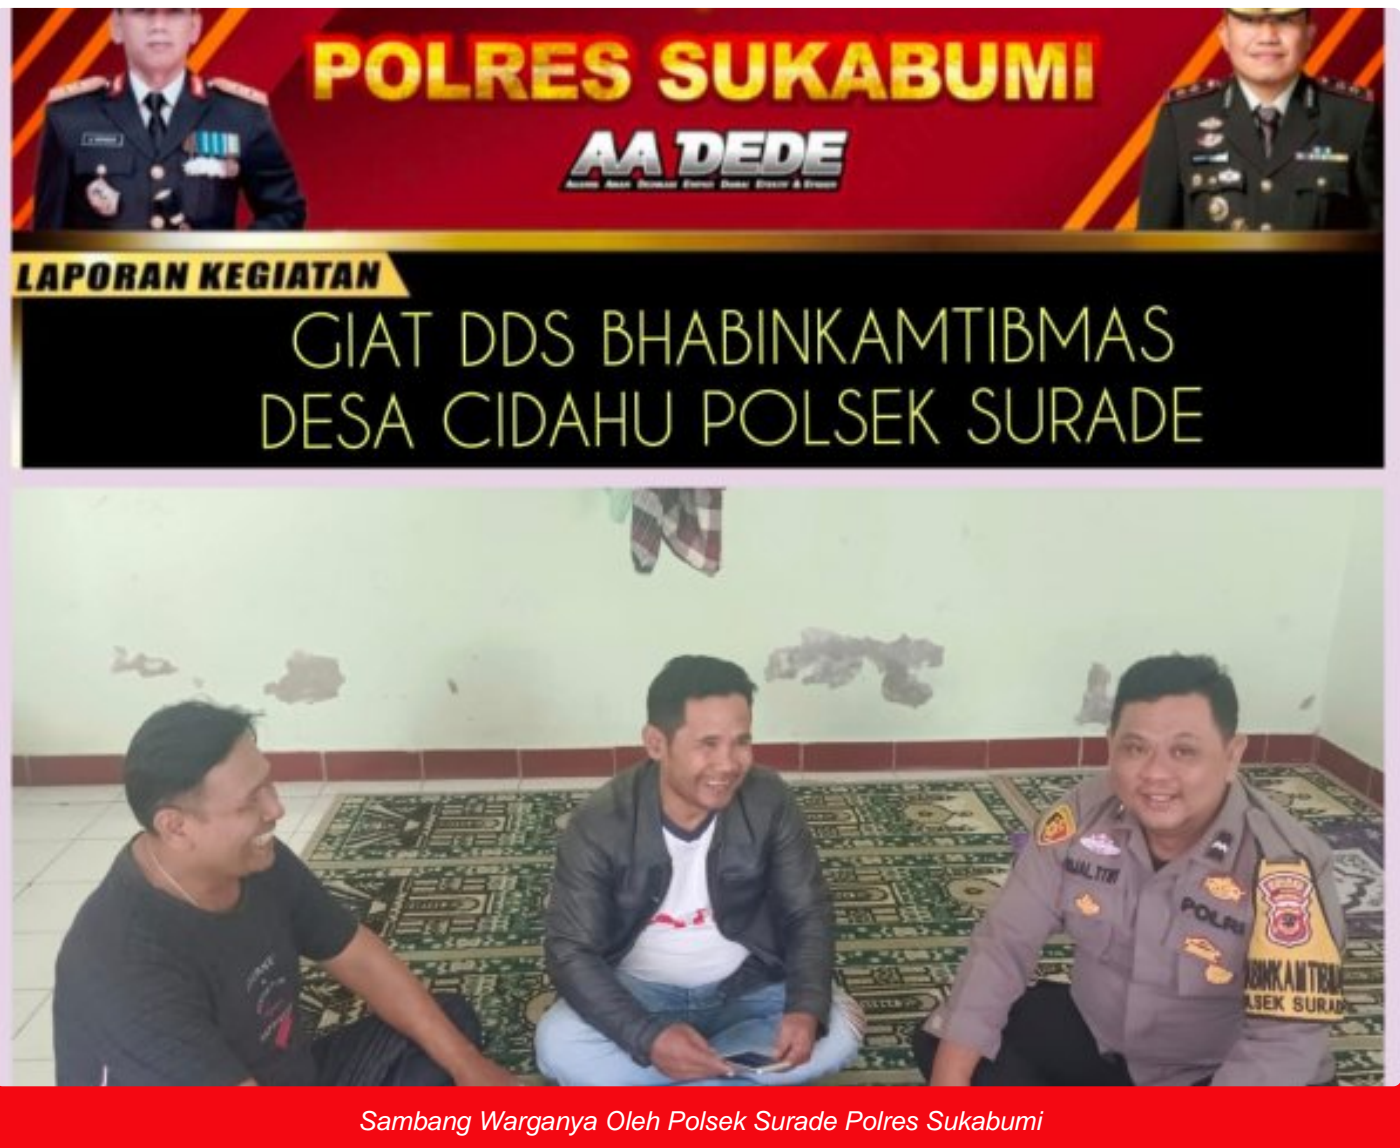 POLRES SUKABUMI
AA DEDE
LAPORAN KEGIATAN
GIAT DDS BHABINKAMTIBMAS
DESA CIDAHU POLSEK SURADE
POLRI
Sambang Warganya Oleh Polsek Surade Polres Sukabumi